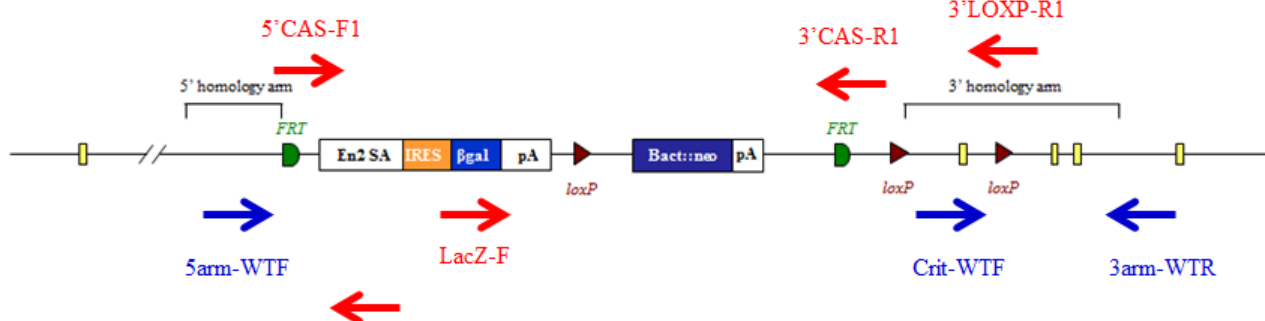 3'LOXP-R1
5'CAS-F1
3'CAS-R1
5' homology arm
3' homology arm
FRT
FRT
En2 SA IRES βgal pA
Bact::neo pA
loxP
loxP
loxP
5arm-WTF
LacZ-F
Crit-WTF
3arm-WTR